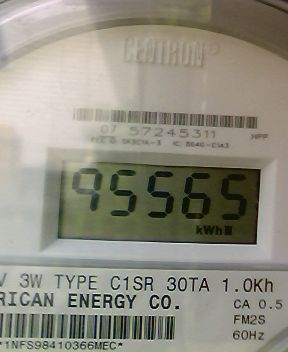 CENTRON®
07 57245311
HPP
95565
kWh
V 3W TYPE C1SR 30TA 1.0Kh
RICAN ENERGY CO.
CA 0.5
FM2S
60Hz
*1NFS98410366MEC*